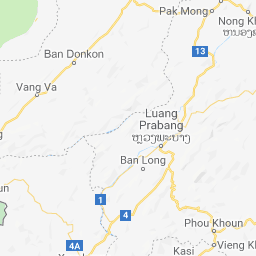 Pak Mong
Nong Kh
13
Ban Donkon
Vang Va
Luang
Prabang
ຫຼວງພະບາງ
Ban Long
un
1
4
Phou Khoun
4A
Vieng K
Kasi